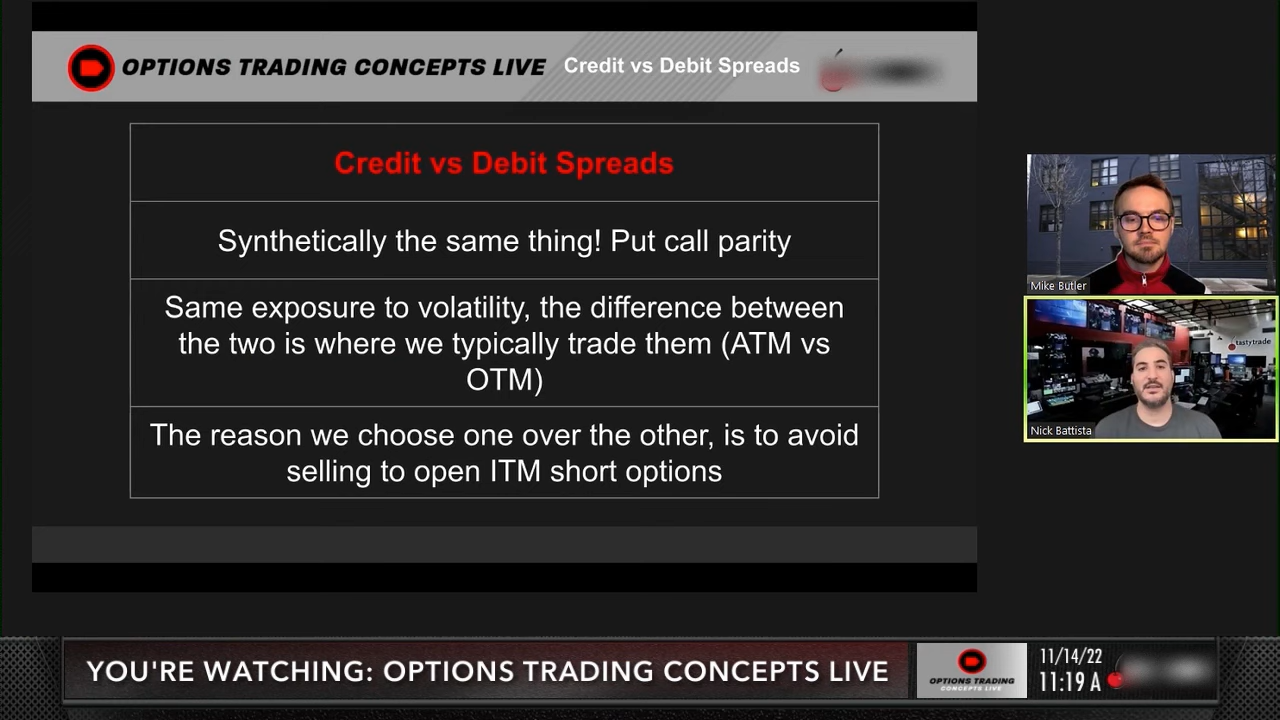 OPTIONS TRADING CONCEPTS LIVE
Credit vs Debit Spreads
Credit vs Debit Spreads
Synthetically the same thing! Put call parity
Same exposure to volatility, the difference between
the two is where we typically trade them (ATM vs
OTM)
The reason we choose one over the other, is to avoid
selling to open ITM short options
Mike Butler
tastytrade
Nick Battista
YOU'RE WATCHING: OPTIONS TRADING CONCEPTS LIVE
OPTIONS TRADING
CONCEPTS LIVE
11/14/22
11:19 A